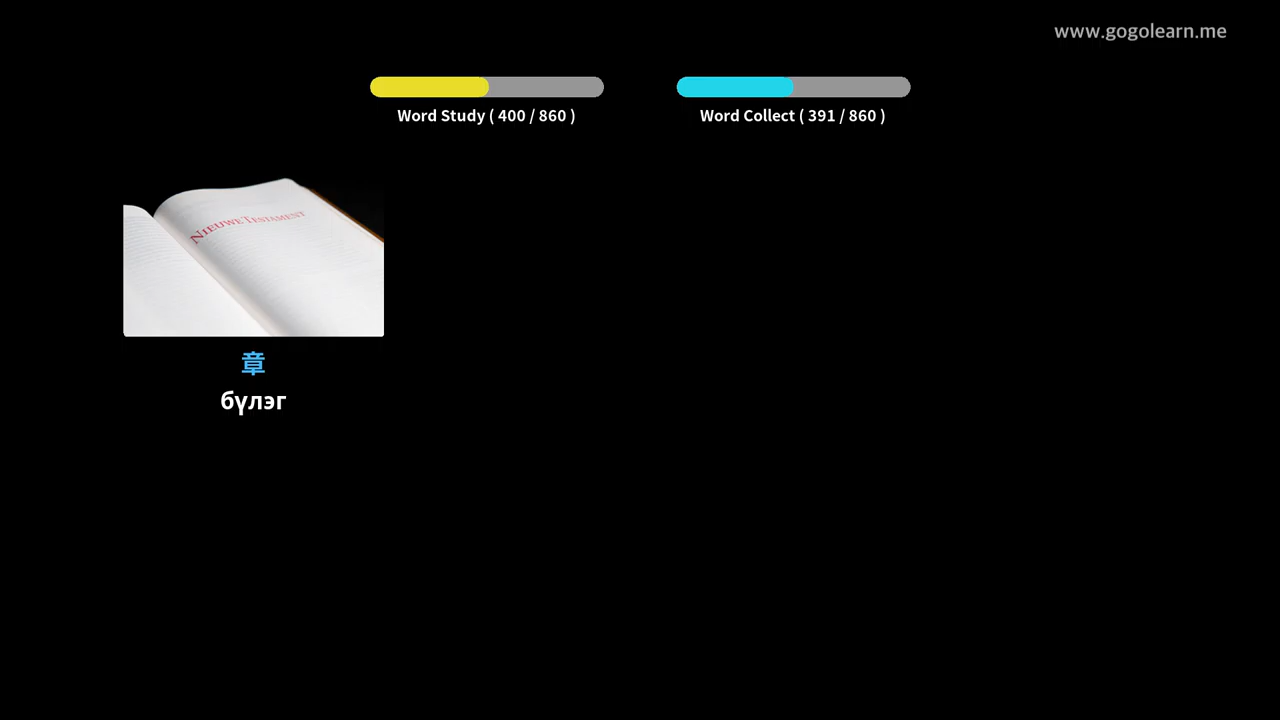 www.gogolearn.me
Word Study ( 400 / 860 )
Word Collect ( 391 / 860 )
NIEUWE TESTAMENT
章
бүлэг